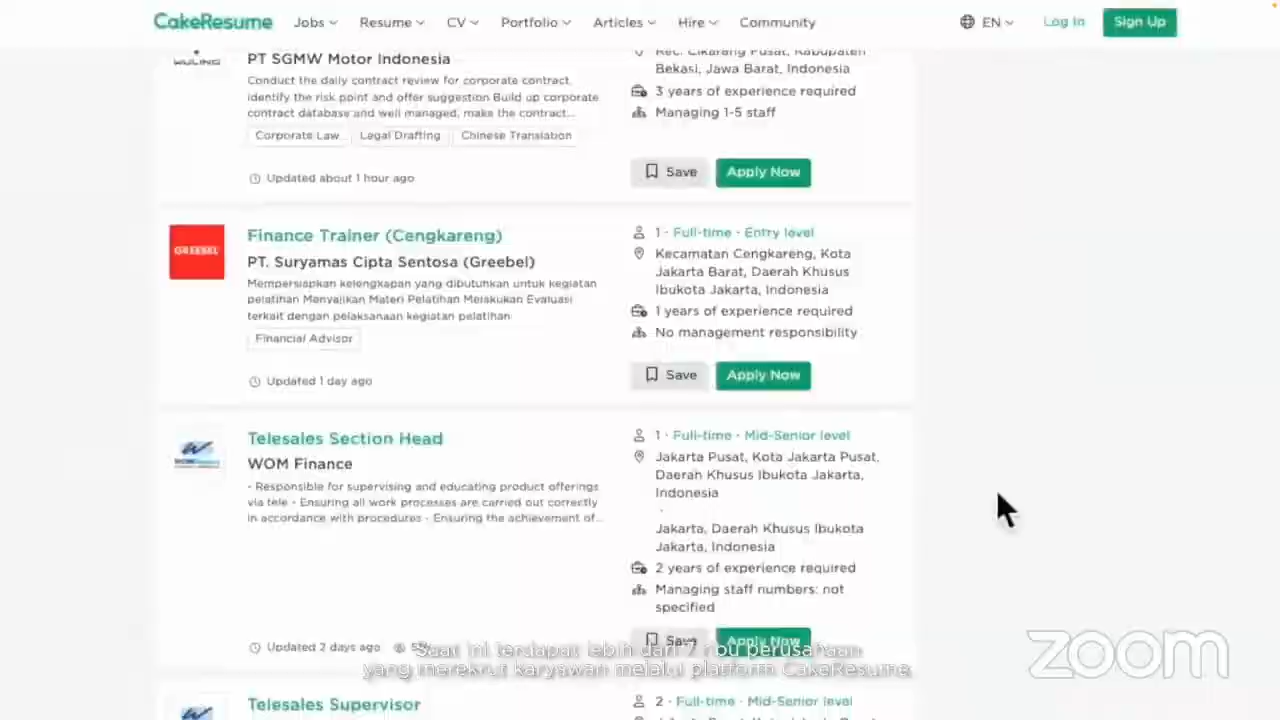 CakeResume Jobs Resume CV Portfolio Articles Hire Community EN Log In Sign Up
WULING
PT SGMW Motor Indonesia
Conduct the daily contract review for corporate contract,
identify the risk point and offer suggestion Build up corporate
contract database and well managed, make the contract...
Corporate Law Legal Drafting Chinese Translation
Updated about 1 hour ago
Kec. Cikarang Pusat, Kabupaten
Bekasi, Jawa Barat, Indonesia
3 years of experience required
Managing 1-5 staff
Save Apply Now
GREEBEL
Finance Trainer (Cengkareng)
PT. Suryamas Cipta Sentosa (Greebel)
Mempersiapkan kelengkapan yang dibutuhkan untuk kegiatan
pelatihan Menyajikan Materi Pelatihan Melakukan Evaluasi
terkait dengan pelaksanaan kegiatan pelatihan
Financial Advisor
Updated 1 day ago
1 · Full-time · Entry level
Kecamatan Cengkareng, Kota
Jakarta Barat, Daerah Khusus
Ibukota Jakarta, Indonesia
1 years of experience required
No management responsibility
Save Apply Now
Telesales Section Head
WOM Finance
- Responsible for supervising and educating product offerings
via tele - Ensuring all work processes are carried out correctly
in accordance with procedures - Ensuring the achievement of...
Updated 2 days ago
1 · Full-time · Mid-Senior level
Jakarta Pusat, Kota Jakarta Pusat,
Daerah Khusus Ibukota Jakarta,
Indonesia
·
Jakarta, Daerah Khusus Ibukota
Jakarta, Indonesia
2 years of experience required
Managing staff numbers: not
specified
Save Apply Now
Saat ini terdapat lebih dari 7 ribu perusahaan
yang merekrut karyawan melalui platform CakeResume.
zoom
Telesales Supervisor
2 · Full-time · Mid-Senior level